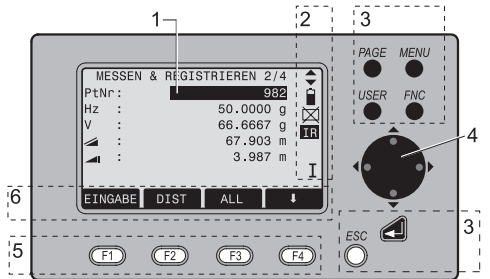 1
2
3
PAGE MENU
USER FNC
MESSEN & REGISTRIEREN 2/4
PtNr: 982
Hz : 50.0000 g
V : 66.6667 g
: 67.903 m
: 3.987 m
IR
I
4
6
EINGABE DIST ALL
5
F1 F2 F3 F4
ESC
3